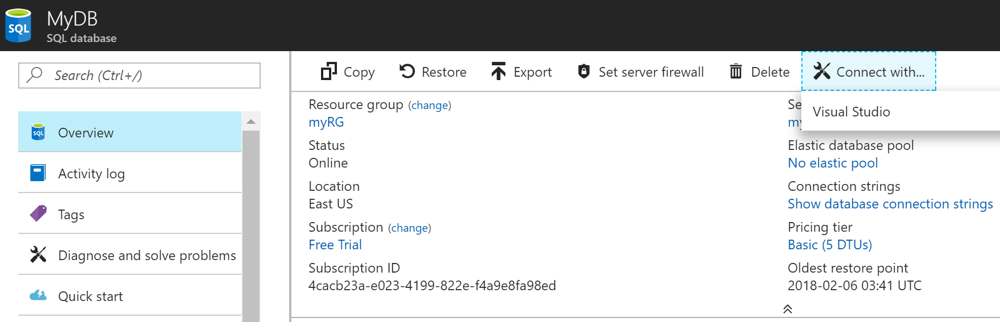 SQL
MyDB
SQL database
Search (Ctrl+/)
SQL
Overview
Activity log
Tags
Diagnose and solve problems
Quick start
Copy
Restore
Export
Set server firewall
Delete
Connect with...
Visual Studio
Resource group (change)
myRG
Status
Online
Location
East US
Subscription (change)
Free Trial
Subscription ID
4cacb23a-e023-4199-822e-f4a9e8fa98ed
Elastic database pool
No elastic pool
Connection strings
Show database connection strings
Pricing tier
Basic (5 DTUs)
Oldest restore point
2018-02-06 03:41 UTC